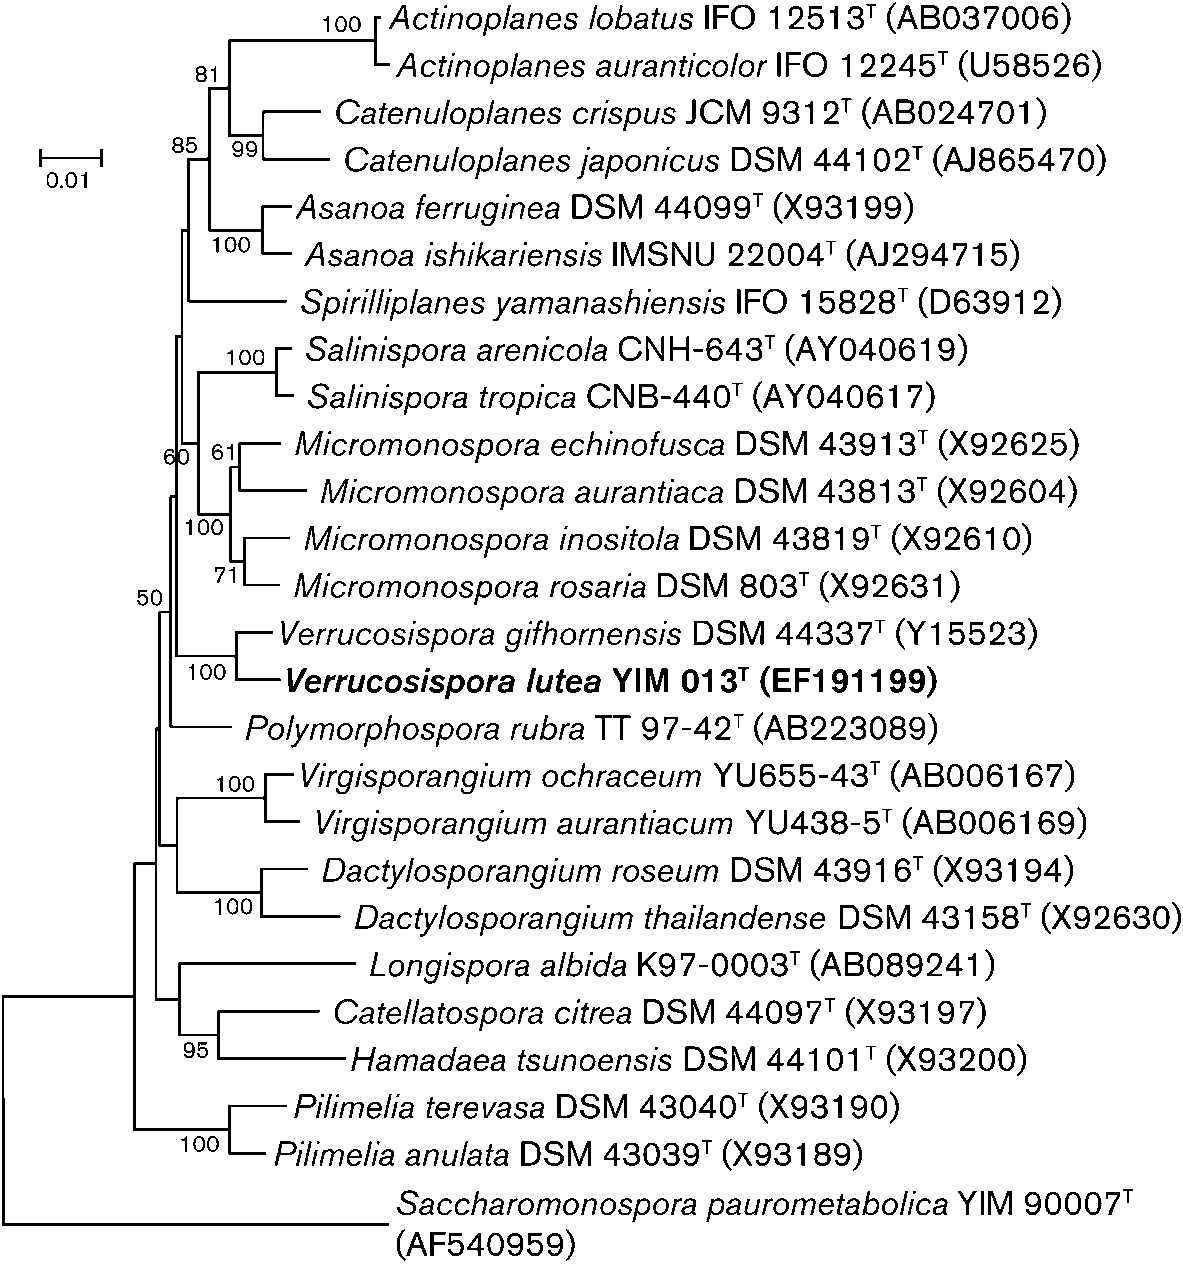 100
Actinoplanes lobatus IFO 12513ᵀ (AB037006)
Actinoplanes auranticolor IFO 12245ᵀ (U58526)
81
Catenuloplanes crispus JCM 9312ᵀ (AB024701)
99
85
Catenuloplanes japonicus DSM 44102ᵀ (AJ865470)
0.01
Asanoa ferruginea DSM 44099ᵀ (X93199)
100
Asanoa ishikariensis IMSNU 22004ᵀ (AJ294715)
Spirilliplanes yamanashiensis IFO 15828ᵀ (D63912)
100
Salinispora arenicola CNH-643ᵀ (AY040619)
Salinispora tropica CNB-440ᵀ (AY040617)
60
61
Micromonospora echinofusca DSM 43913ᵀ (X92625)
Micromonospora aurantiaca DSM 43813ᵀ (X92604)
100
Micromonospora inositola DSM 43819ᵀ (X92610)
71
Micromonospora rosaria DSM 803ᵀ (X92631)
50
Verrucosispora gifhornensis DSM 44337ᵀ (Y15523)
100
Verrucosispora lutea YIM 013ᵀ (EF191199)
Polymorphospora rubra TT 97-42ᵀ (AB223089)
100
Virgisporangium ochraceum YU655-43ᵀ (AB006167)
Virgisporangium aurantiacum YU438-5ᵀ (AB006169)
Dactylosporangium roseum DSM 43916ᵀ (X93194)
100
Dactylosporangium thailandense DSM 43158ᵀ (X92630)
Longispora albida K97-0003ᵀ (AB089241)
Catellatospora citrea DSM 44097ᵀ (X93197)
95
Hamadaea tsunoensis DSM 44101ᵀ (X93200)
Pilimelia terevasa DSM 43040ᵀ (X93190)
100
Pilimelia anulata DSM 43039ᵀ (X93189)
Saccharomonospora paurometabolica YIM 90007ᵀ
(AF540959)